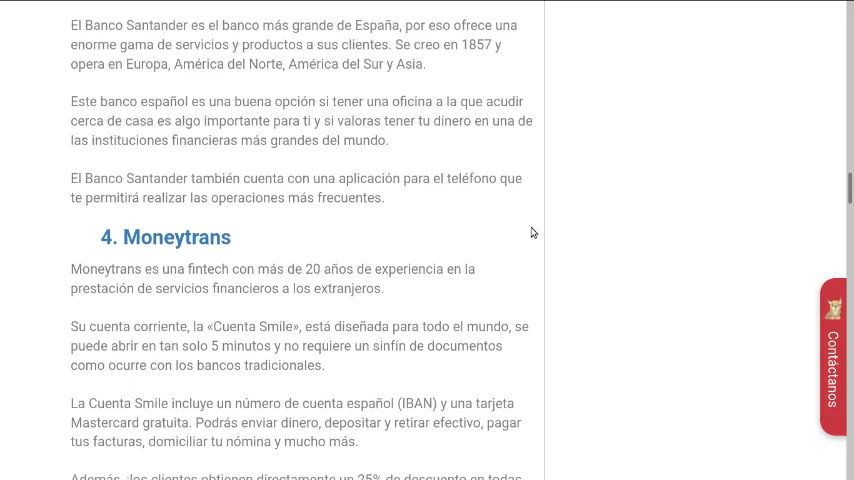 El Banco Santander es el banco más grande de España, por eso ofrece una
enorme gama de servicios y productos a sus clientes. Se creo en 1857 y
opera en Europa, América del Norte, América del Sur y Asia.
Este banco español es una buena opción si tener una oficina a la que acudir
cerca de casa es algo importante para ti y si valoras tener tu dinero en una de
las instituciones financieras más grandes del mundo.
El Banco Santander también cuenta con una aplicación para el teléfono que
te permitirá realizar las operaciones más frecuentes.
4. Moneytrans
Moneytrans es una fintech con más de 20 años de experiencia en la
prestación de servicios financieros a los extranjeros.
Su cuenta corriente, la «Cuenta Smile», está diseñada para todo el mundo, se
puede abrir en tan solo 5 minutos y no requiere un sinfín de documentos
como ocurre con los bancos tradicionales.
La Cuenta Smile incluye un número de cuenta español (IBAN) y una tarjeta
Mastercard gratuita. Podrás enviar dinero, depositar y retirar efectivo, pagar
tus facturas, domiciliar tu nómina y mucho más.
Además, ¡los clientes obtienen directamente un 25% de descuento en todas
Contáctanos